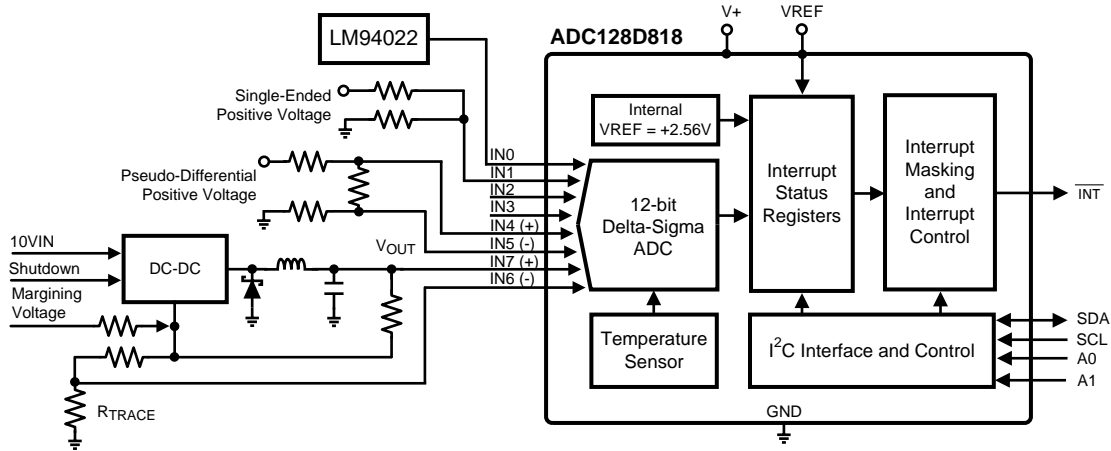 V+
VREF
LM94022
ADC128D818
Single-Ended
Positive Voltage
Internal
VREF = +2.56V
Pseudo-Differential
Positive Voltage
IN0
IN1
IN2
IN3
IN4 (+)
IN5 (-)
IN7 (+)
IN6 (-)
12-bit
Delta-Sigma
ADC
Interrupt
Status
Registers
Interrupt
Masking
and
Interrupt
Control
INT
10VIN
Shutdown
Margining
Voltage
DC-DC
VOUT
Temperature
Sensor
I2C Interface and Control
SDA
SCL
A0
A1
RTRACE
GND